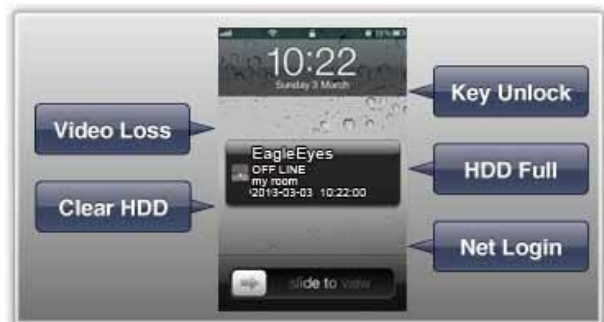 10:22
Sunday 3 March
Video Loss
Clear HDD
EagleEyes
OFF LINE
my room
2013-03-03 10:22:00
slide to view
Key Unlock
HDD Full
Net Login